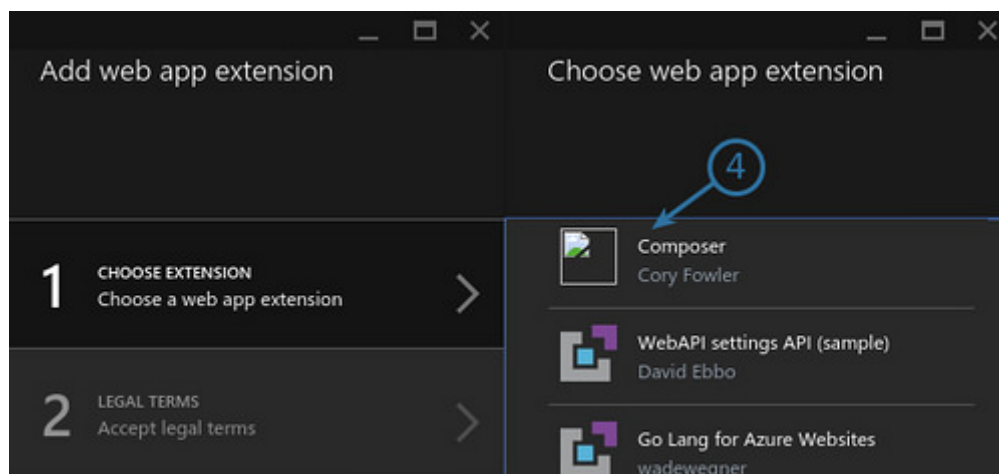 Add web app extension
1
CHOOSE EXTENSION
Choose a web app extension
2
LEGAL TERMS
Accept legal terms
Choose web app extension
4
Composer
Cory Fowler
WebAPI settings API (sample)
David Ebbo
Go Lang for Azure Websites
wadewegner